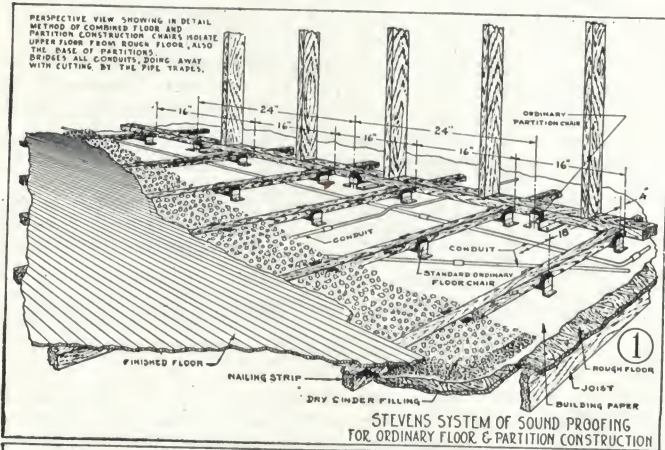 PERSPECTIVE VIEW SHOWING IN DETAIL
METHOD OF COMBINED FLOOR AND
PARTITION CONSTRUCTION CHAIRS ISOLATE
UPPER FLOOR FROM ROUGH FLOOR, ALSO
THE BASE OF PARTITIONS.
BRIDGES ALL CONDUITS, DOING AWAY
WITH CUTTING BY THE PIPE TRADES.
ORDINARY
PARTITION CHAIR
16"
24"
24"
16"
16"
16"
16"
A
18
CONDUIT
CONDUIT
STANDARD ORDINARY
FLOOR CHAIR
1
FINISHED FLOOR
ROUGH FLOOR
NAILING STRIP
JOIST
DRY CINDER FILLING
BUILDING PAPER
STEVENS SYSTEM OF SOUND PROOFING
FOR ORDINARY FLOOR & PARTITION CONSTRUCTION